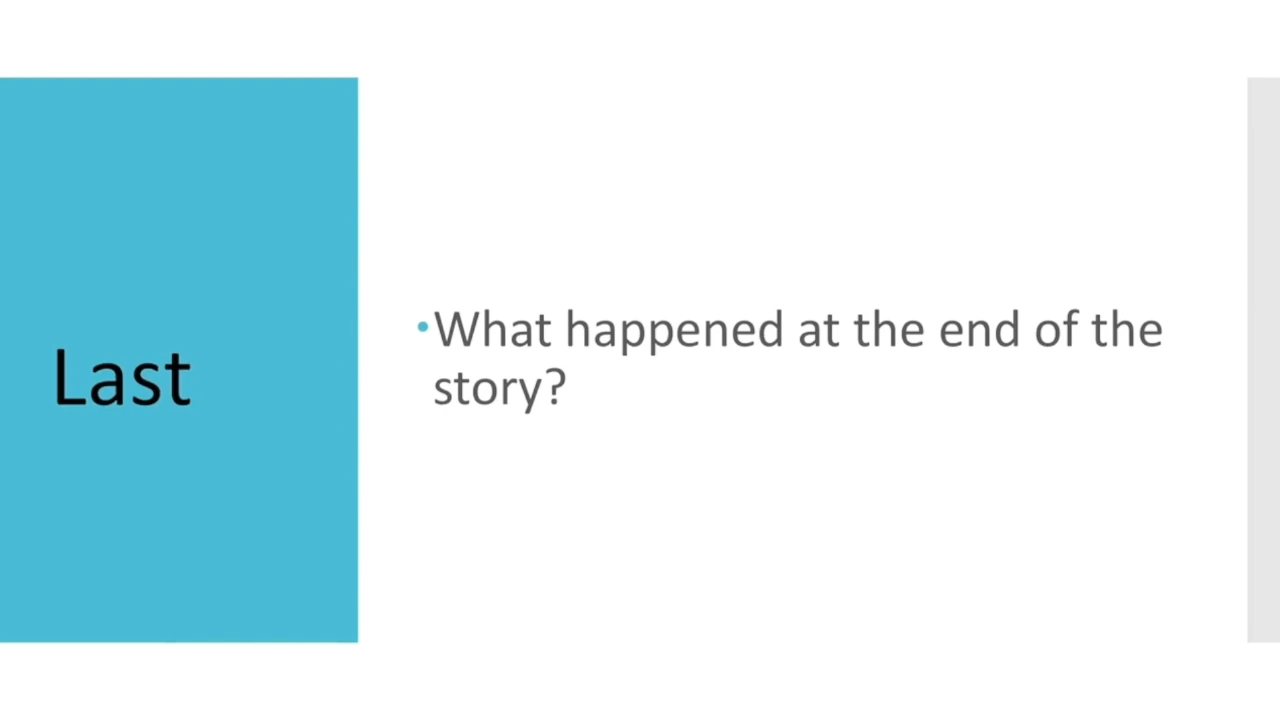 Last
•What happened at the end of the
story?